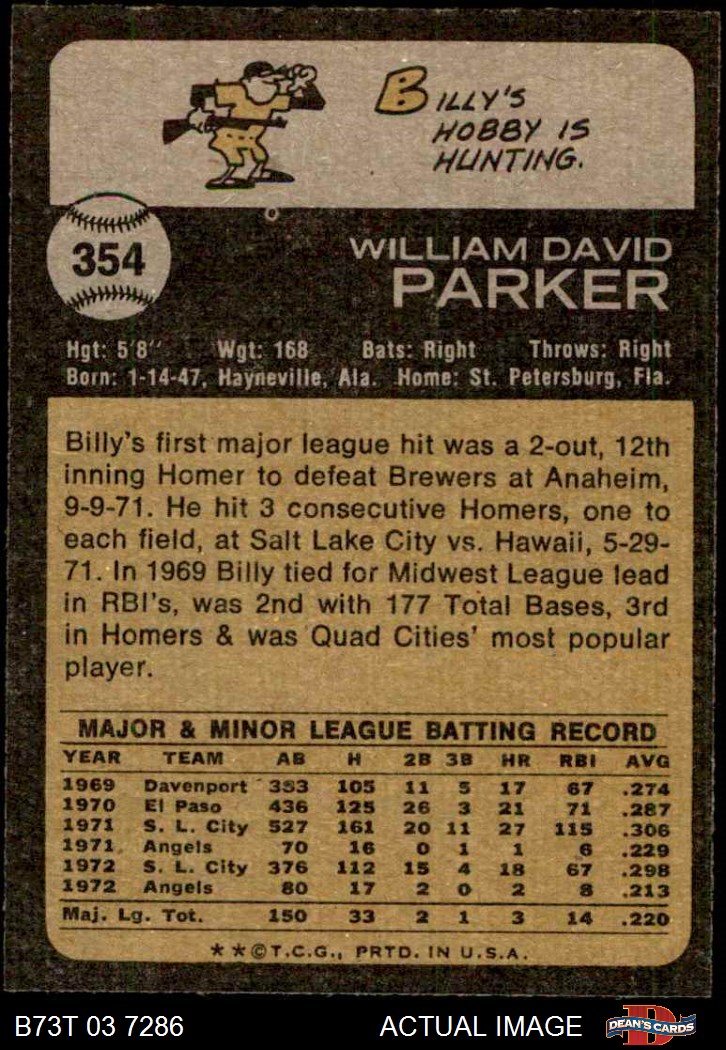 BILLY'S
HOBBY IS
HUNTING.
354
WILLIAM DAVID
PARKER
Hgt: 5'8" Wgt: 168 Bats: Right Throws: Right
Born: 1-14-47, Hayneville, Ala. Home: St. Petersburg, Fla.
Billy's first major league hit was a 2-out, 12th
inning Homer to defeat Brewers at Anaheim,
9-9-71. He hit 3 consecutive Homers, one to
each field, at Salt Lake City vs. Hawaii, 5-29-
71. In 1969 Billy tied for Midwest League lead
in RBI's, was 2nd with 177 Total Bases, 3rd
in Homers & was Quad Cities' most popular
player.
MAJOR & MINOR LEAGUE BATTING RECORD
YEAR TEAM AB H 2B 3B HR RBI AVG
1969 Davenport 383 105 11 5 17 67 .274
1970 El Paso 436 125 26 3 21 71 .287
1971 S. L. City 527 161 20 11 27 115 .306
1971 Angels 70 16 0 1 1 6 .229
1972 S. L. City 376 112 15 4 18 67 .298
1972 Angels 80 17 2 0 2 8 .213
Maj. Lg. Tot. 150 33 2 1 3 14 .220
**©T.C.G., PRTD. IN U.S.A.
B73T 03 7286 ACTUAL IMAGE
D
DEAN'S CARDS